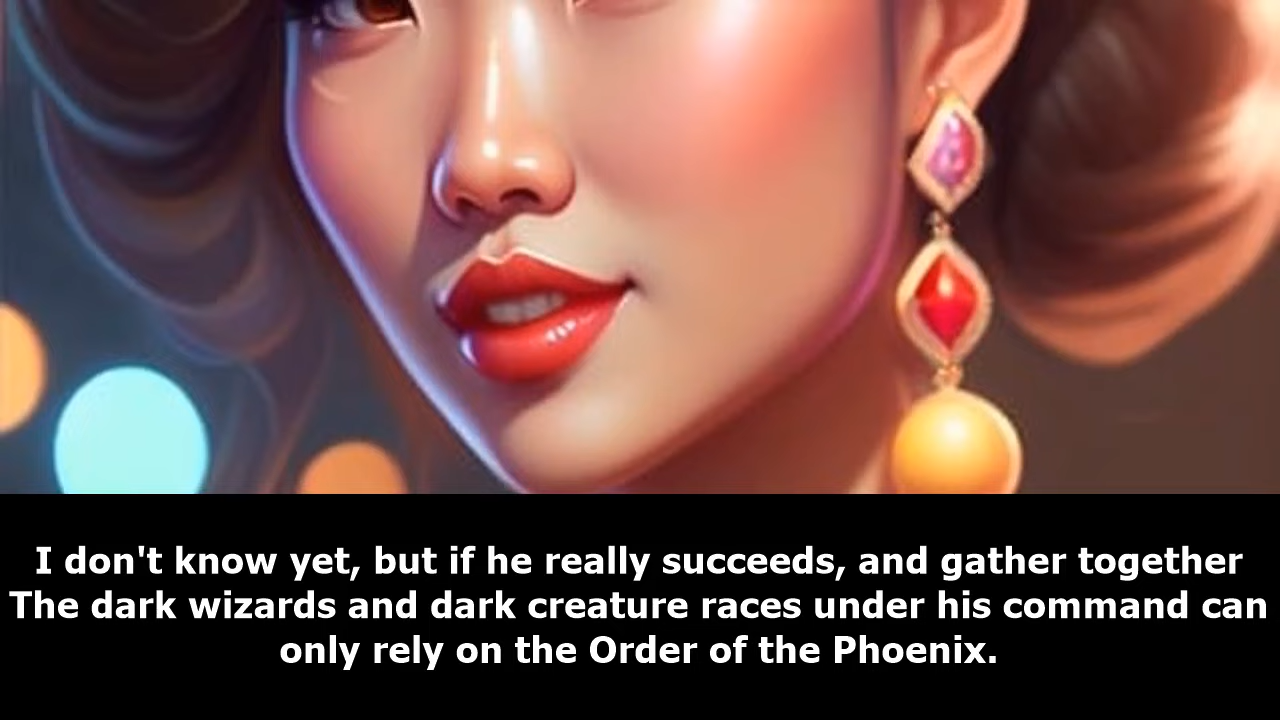 I don't know yet, but if he really succeeds, and gather together
The dark wizards and dark creature races under his command can
only rely on the Order of the Phoenix.